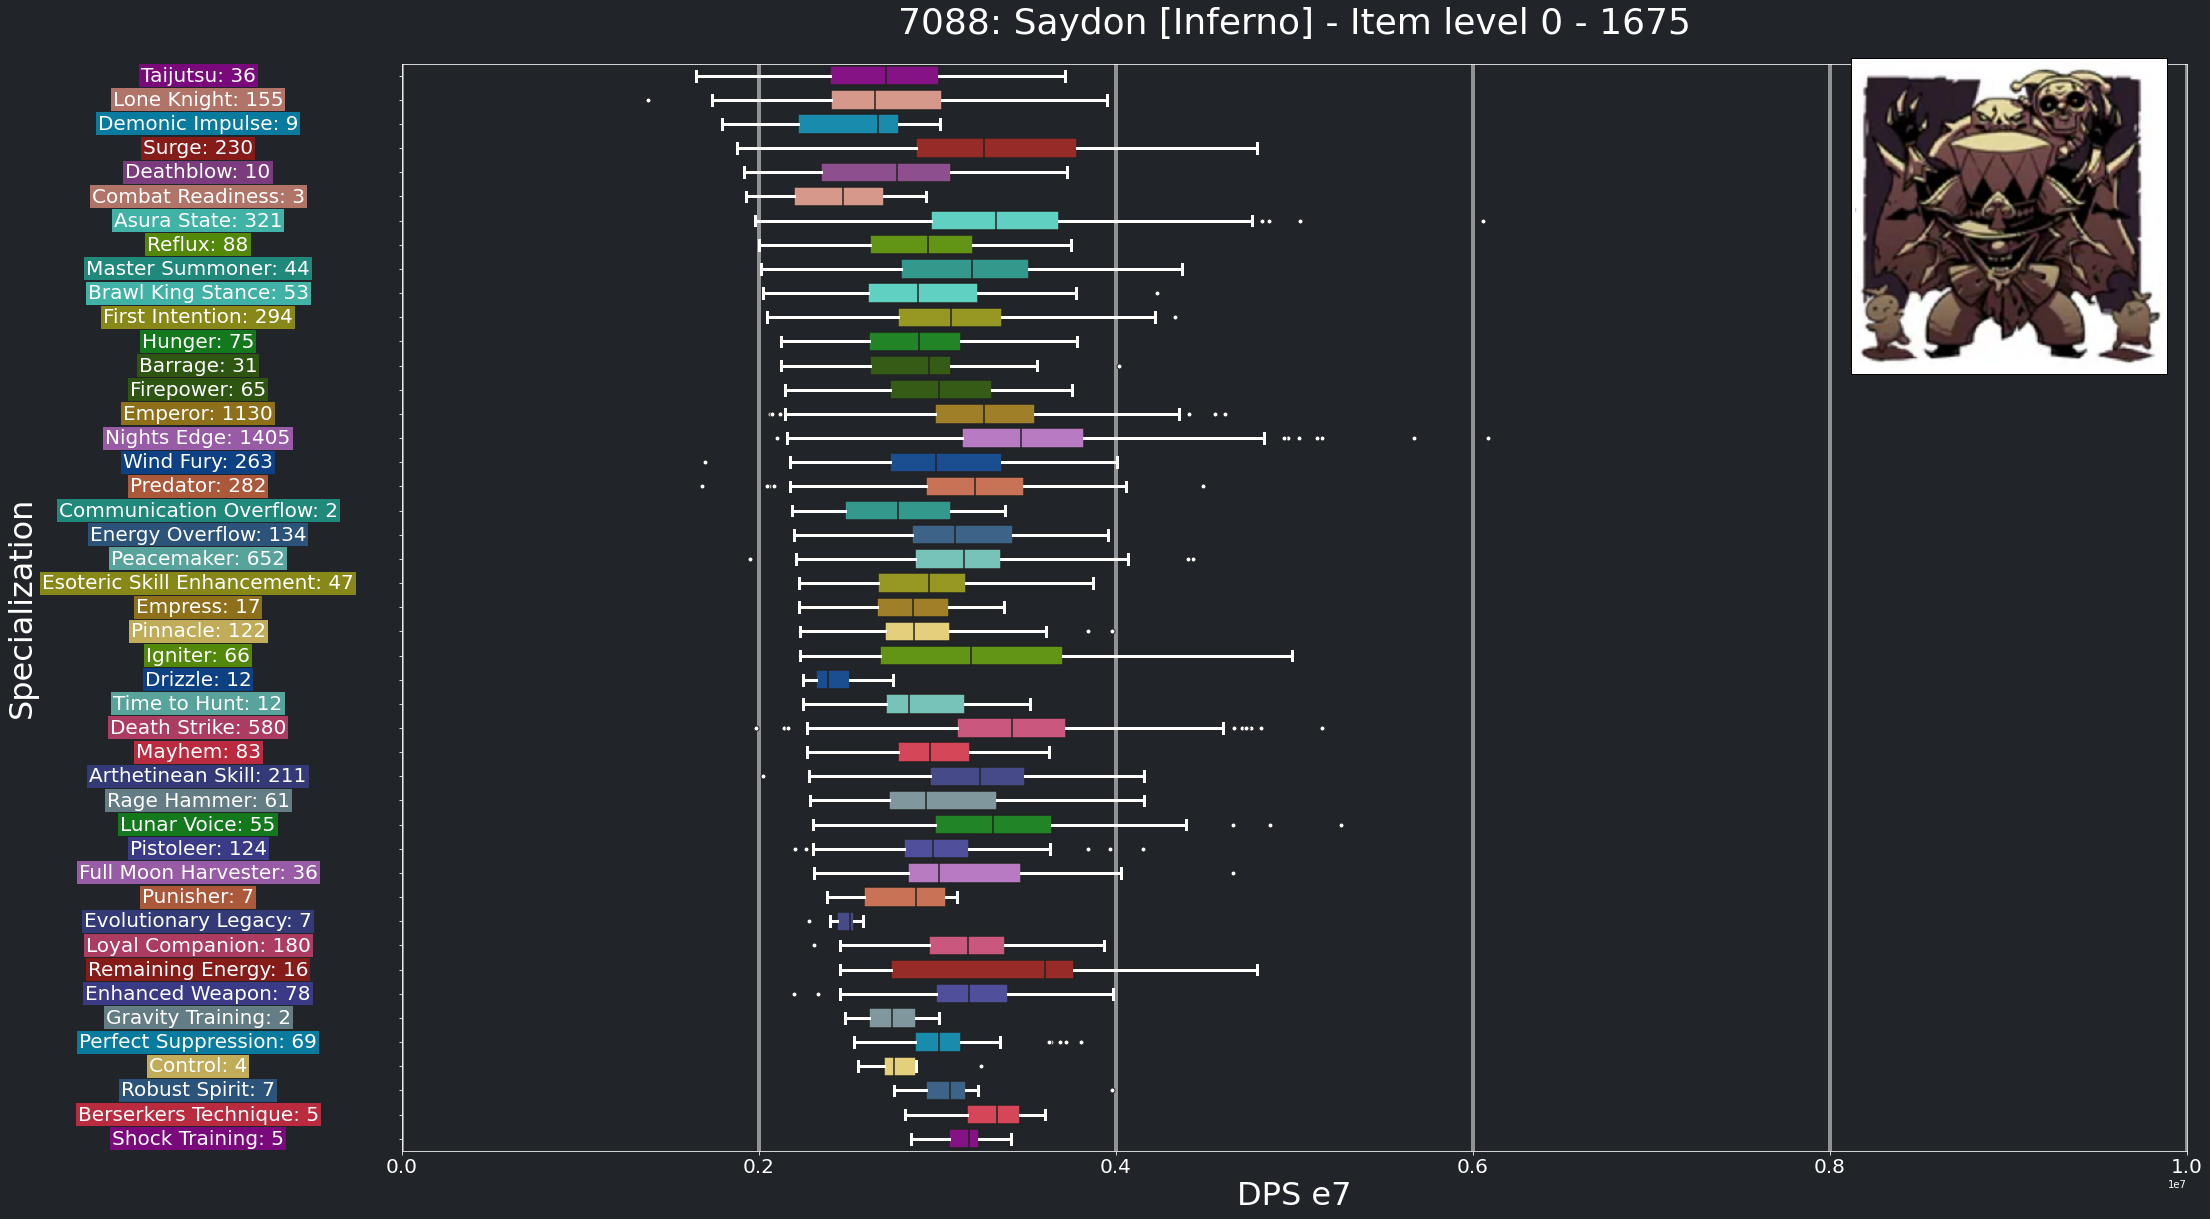 7088: Saydon [Inferno] - Item level 0 - 1675
Specialization
Taijutsu: 36
Lone Knight: 155
Demonic Impulse: 9
Surge: 230
Deathblow: 10
Combat Readiness: 3
Asura State: 321
Reflux: 88
Master Summoner: 44
Brawl King Stance: 53
First Intention: 294
Hunger: 75
Barrage: 31
Firepower: 65
Emperor: 1130
Nights Edge: 1405
Wind Fury: 263
Predator: 282
Communication Overflow: 2
Energy Overflow: 134
Peacemaker: 652
Esoteric Skill Enhancement: 47
Empress: 17
Pinnacle: 122
Igniter: 66
Drizzle: 12
Time to Hunt: 12
Death Strike: 580
Mayhem: 83
Arthetinean Skill: 211
Rage Hammer: 61
Lunar Voice: 55
Pistoleer: 124
Full Moon Harvester: 36
Punisher: 7
Evolutionary Legacy: 7
Loyal Companion: 180
Remaining Energy: 16
Enhanced Weapon: 78
Gravity Training: 2
Perfect Suppression: 69
Control: 4
Robust Spirit: 7
Berserkers Technique: 5
Shock Training: 5
0.0 0.2 0.4 0.6 0.8 1.0
1e7
DPS e7